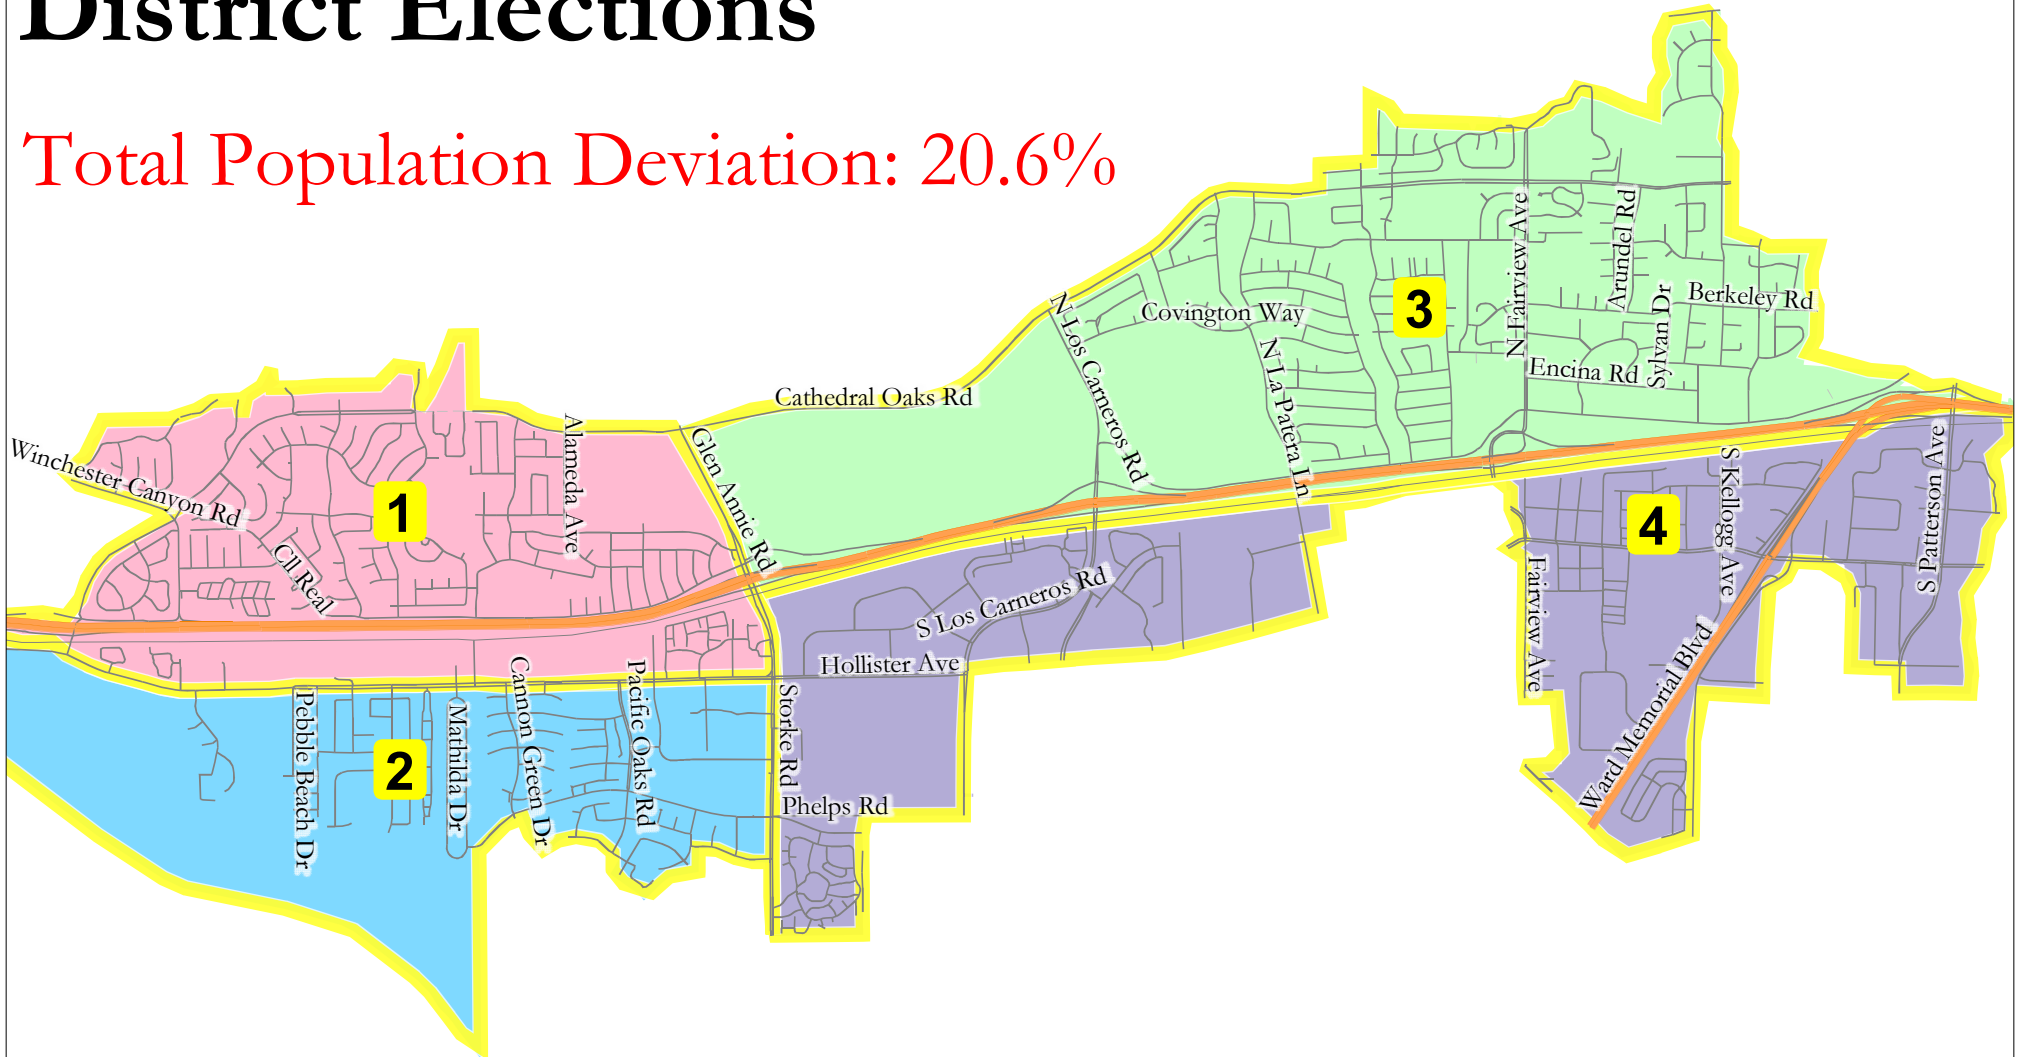 District Elections
Total Population Deviation: 20.6%
Cathedral Oaks Rd
Winchester Canyon Rd
Cll Real
Alameda Ave
Glen Annie Rd
N Los Carneros Rd
Covington Way
N La Patera Ln
N Fairview Ave
Arundel Rd
Sylvan Dr
Berkeley Rd
Encina Rd
1
3
4
2
S Los Carneros Rd
Hollister Ave
Fairview Ave
S Kellogg Ave
S Patterson Ave
Ward Memorial Blvd
Pebble Beach Dr
Mathilda Dr
Cannon Green Dr
Pacific Oaks Rd
Storke Rd
Phelps Rd